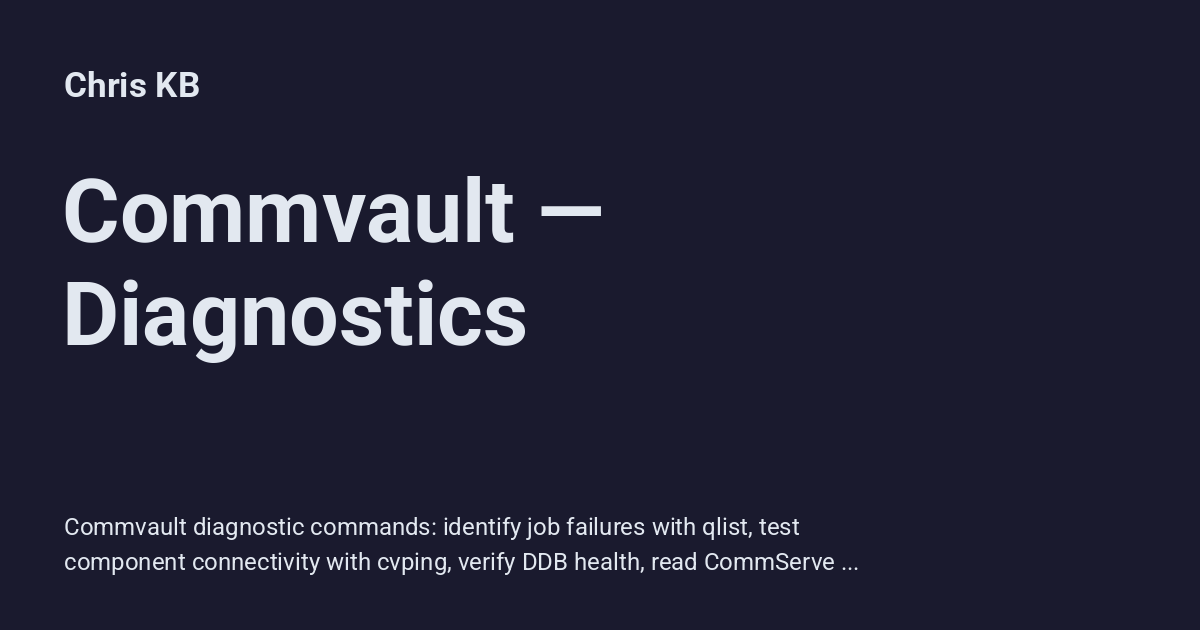 Chris KB
Commvault —
Diagnostics
Commvault diagnostic commands: identify job failures with qlist, test
component connectivity with cvping, verify DDB health, read CommServe ...